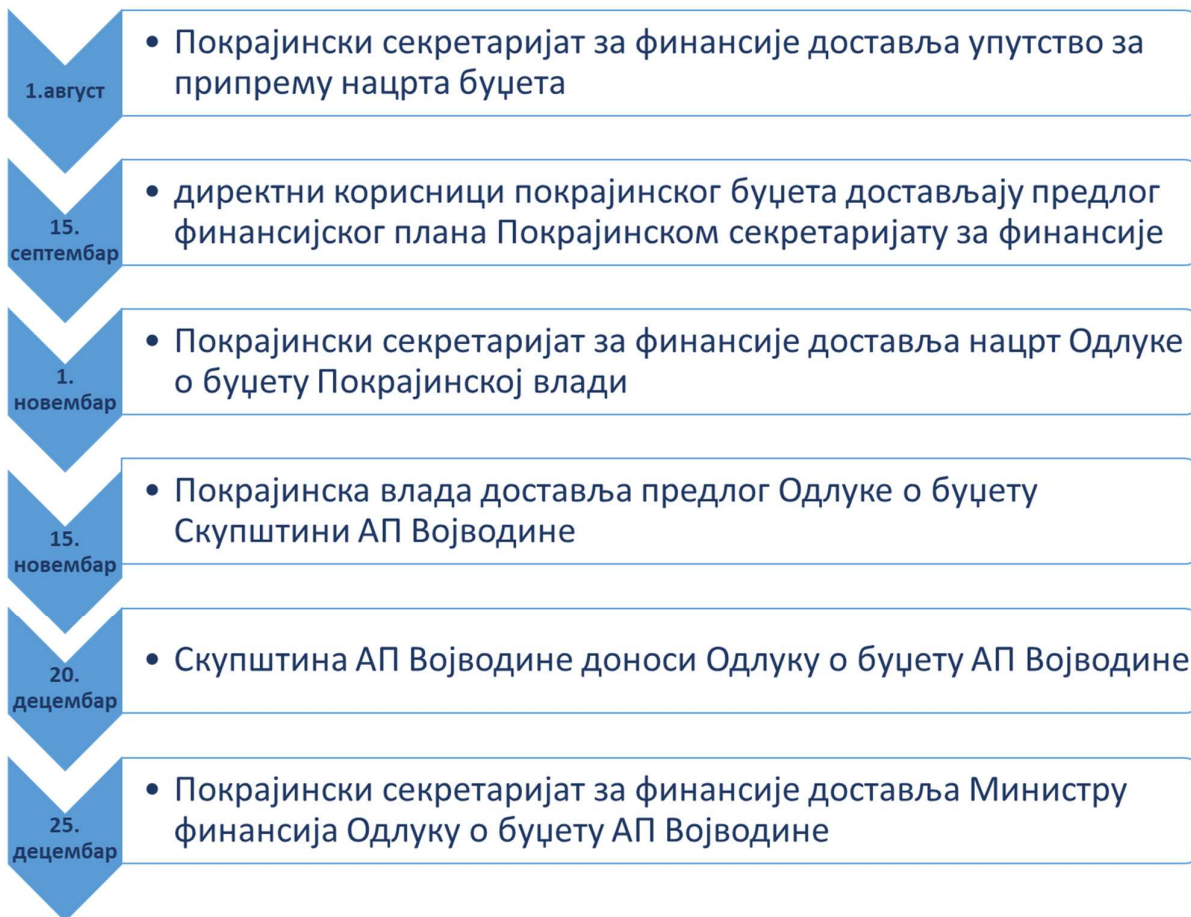 1.август
• Покрајински секретаријат за финансије доставља упутство за
припрему нацрта буџета
15.
септембар
• директни корисници покрајинског буџета достављају предлог
финансијског плана Покрајинском секретаријату за финансије
1.
новембар
• Покрајински секретаријат за финансије доставља нацрт Одлуке
о буџету Покрајинској влади
15.
новембар
• Покрајинска влада доставља предлог Одлуке о буџету
Скупштини АП Војводине
20.
децембар
• Скупштина АП Војводине доноси Одлуку о буџету АП Војводине
25.
децембар
• Покрајински секретаријат за финансије доставља Министру
финансија Одлуку о буџету АП Војводине